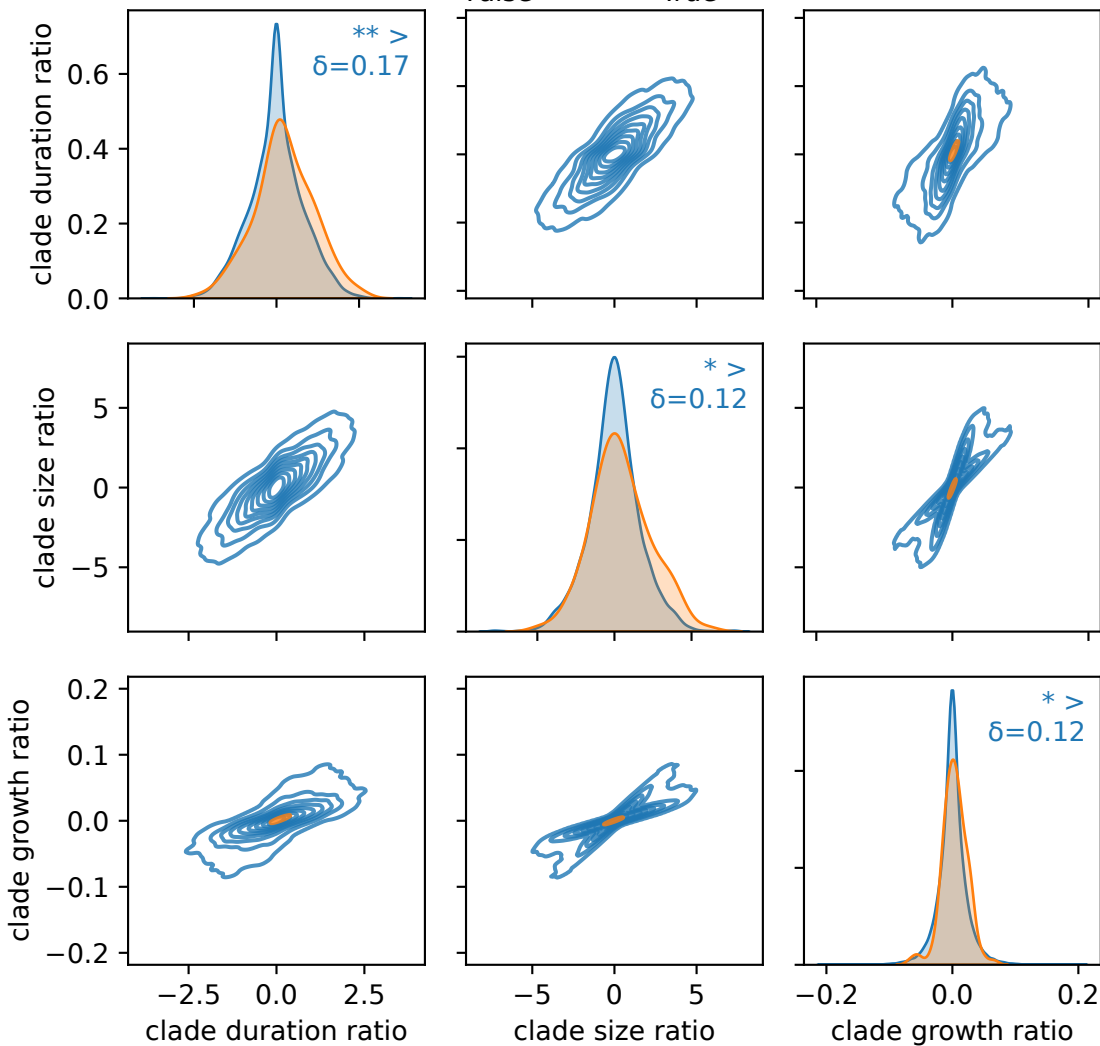 clade duration ratio
0.6
0.4
0.2
0.0
** >
δ=0.17
clade size ratio
5
0
−5
* >
δ=0.12
clade growth ratio
0.2
0.1
0.0
−0.1
−0.2
* >
δ=0.12
−2.5 0.0 2.5
−5 0 5
−0.2 0.0 0.2
clade duration ratio
clade size ratio
clade growth ratio